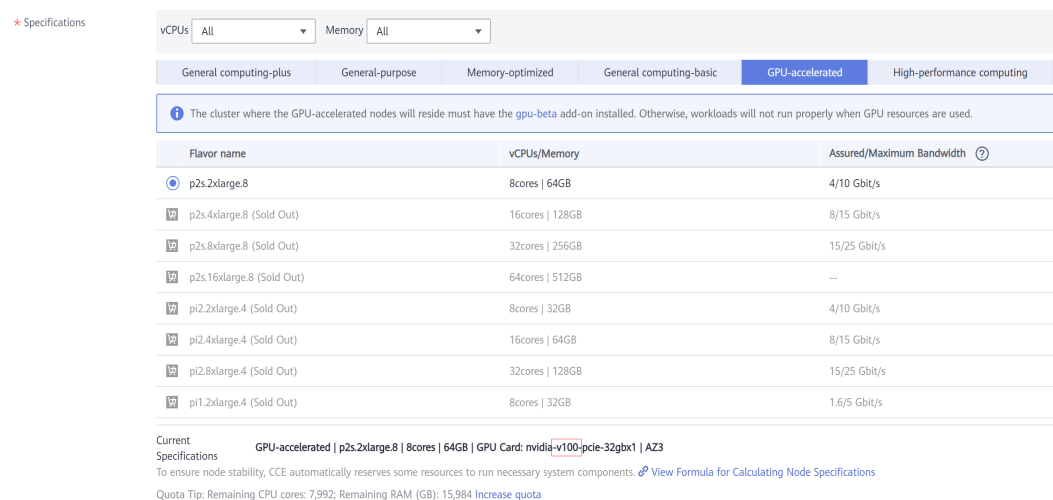 * Specifications
vCPUs All Memory All
General computing-plus General-purpose Memory-optimized General computing-basic GPU-accelerated High-performance computing
The cluster where the GPU-accelerated nodes will reside must have the gpu-beta add-on installed. Otherwise, workloads will not run properly when GPU resources are used.
Flavor name vCPUs/Memory Assured/Maximum Bandwidth ?
p2s.2xlarge.8 8cores | 64GB 4/10 Gbit/s
p2s.4xlarge.8 (Sold Out) 16cores | 128GB 8/15 Gbit/s
p2s.8xlarge.8 (Sold Out) 32cores | 256GB 15/25 Gbit/s
p2s.16xlarge.8 (Sold Out) 64cores | 512GB --
pi2.2xlarge.4 (Sold Out) 8cores | 32GB 4/10 Gbit/s
pi2.4xlarge.4 (Sold Out) 16cores | 64GB 8/15 Gbit/s
pi2.8xlarge.4 (Sold Out) 32cores | 128GB 15/25 Gbit/s
pi1.2xlarge.4 (Sold Out) 8cores | 32GB 1.6/5 Gbit/s
Current Specifications GPU-accelerated | p2s.2xlarge.8 | 8cores | 64GB | GPU Card: nvidia-v100-pcie-32gbx1 | AZ3
To ensure node stability, CCE automatically reserves some resources to run necessary system components. View Formula for Calculating Node Specifications
Quota Tip: Remaining CPU cores: 7,992; Remaining RAM (GB): 15,984 Increase quota